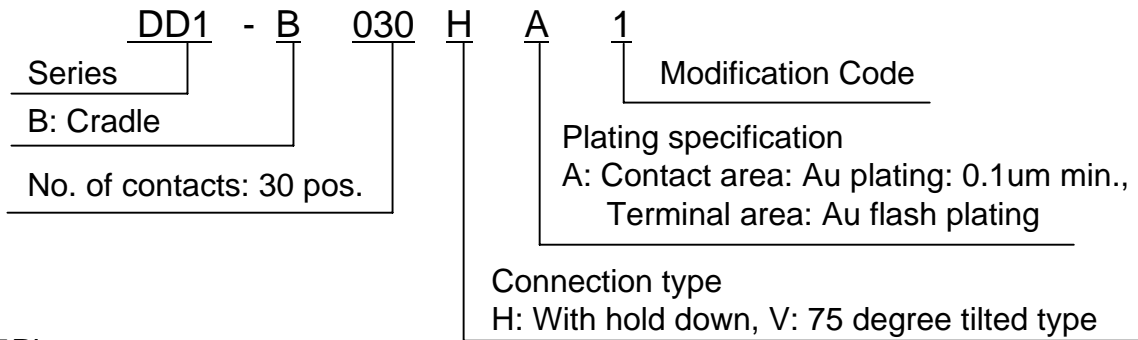 DD1 - B 030 H A 1
Series
Modification Code
B: Cradle
Plating specification
A: Contact area: Au plating: 0.1um min.,
Terminal area: Au flash plating
No. of contacts: 30 pos.
Connection type
H: With hold down, V: 75 degree tilted type